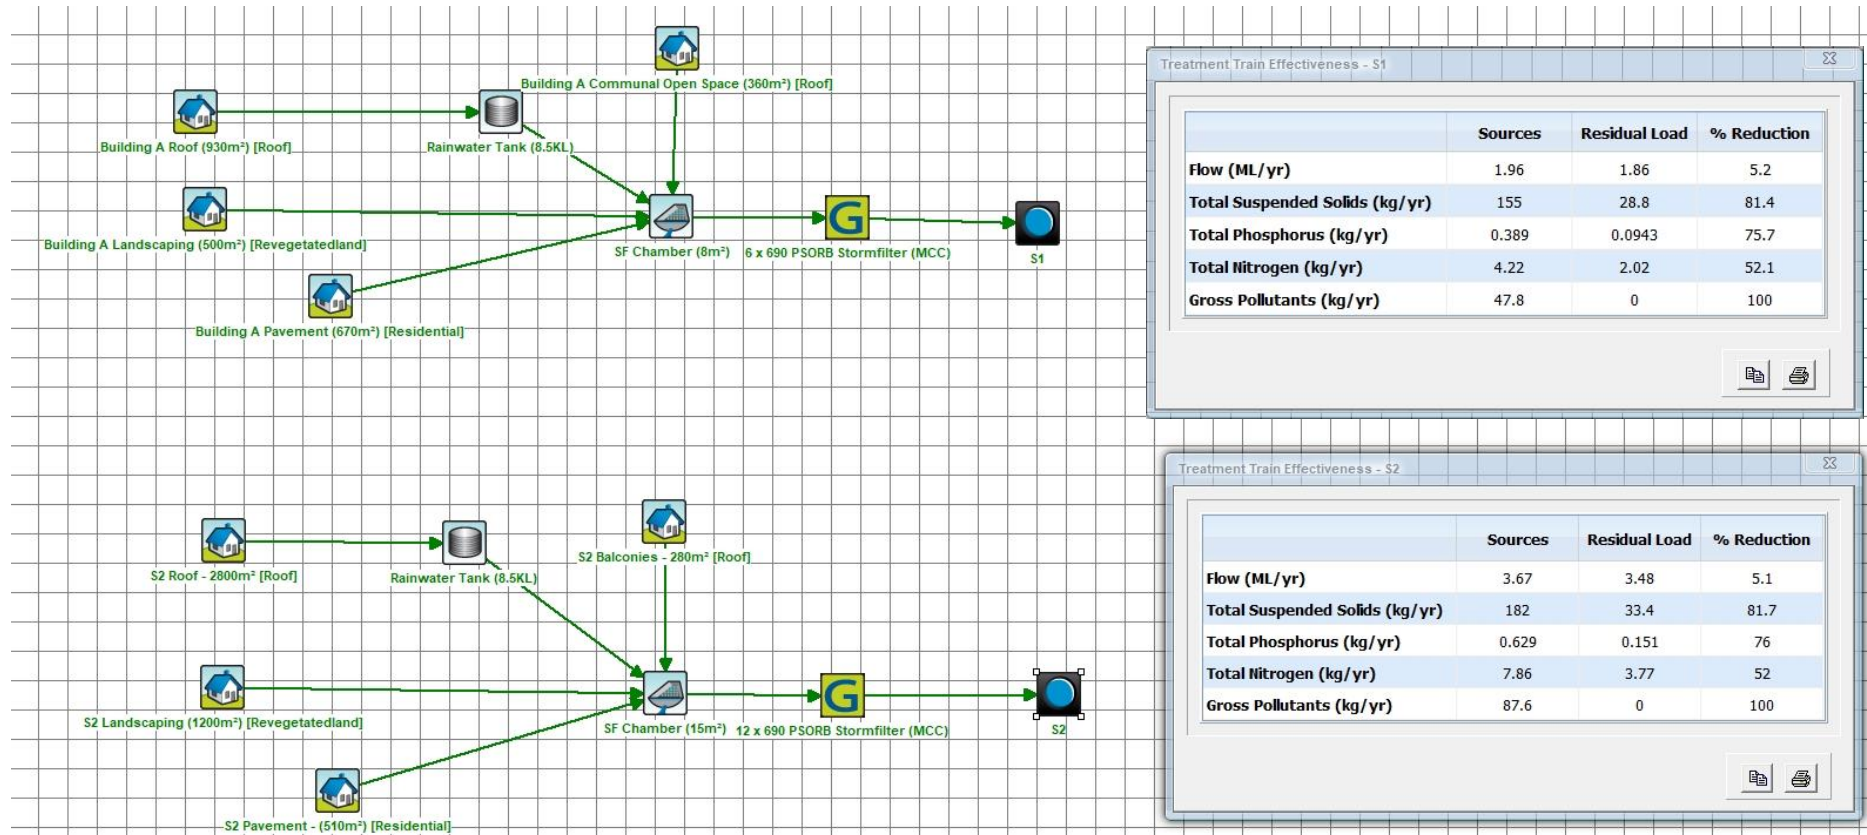 Building A Communal Open Space (360m²) [Roof]
Building A Roof (930m²) [Roof]
Rainwater Tank (8.5KL)
Building A Landscaping (500m²) [Revegetatedland]
SF Chamber (8m²)
6 x 690 PSORB Stormfilter (MCC)
S1
Building A Pavement (670m²) [Residential]
Treatment Train Effectiveness - S1
Sources Residual Load % Reduction
Flow (ML/yr) 1.96 1.86 5.2
Total Suspended Solids (kg/yr) 155 28.8 81.4
Total Phosphorus (kg/yr) 0.389 0.0943 75.7
Total Nitrogen (kg/yr) 4.22 2.02 52.1
Gross Pollutants (kg/yr) 47.8 0 100
S2 Balconies - 280m² [Roof]
S2 Roof - 2800m² [Roof]
Rainwater Tank (8.5KL)
S2 Landscaping (1200m²) [Revegetatedland]
SF Chamber (15m²)
12 x 690 PSORB Stormfilter (MCC)
S2
S2 Pavement - (510m²) [Residential]
Treatment Train Effectiveness - S2
Sources Residual Load % Reduction
Flow (ML/yr) 3.67 3.48 5.1
Total Suspended Solids (kg/yr) 182 33.4 81.7
Total Phosphorus (kg/yr) 0.629 0.151 76
Total Nitrogen (kg/yr) 7.86 3.77 52
Gross Pollutants (kg/yr) 87.6 0 100